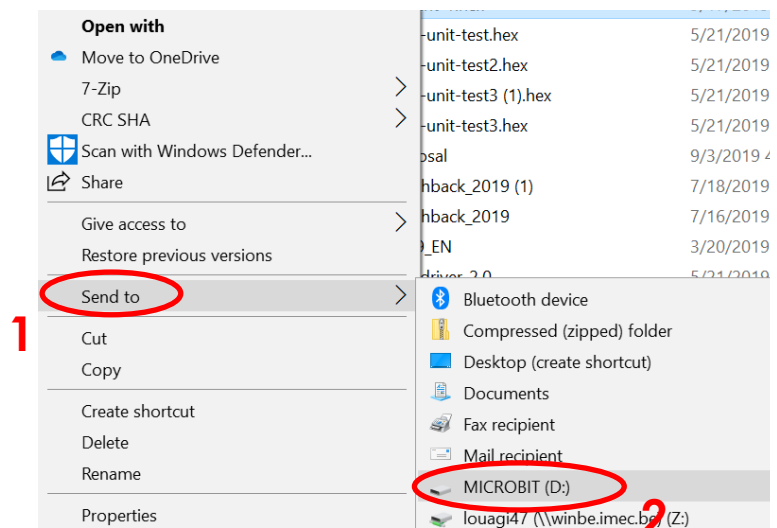 Open with
Move to OneDrive
7-Zip
CRC SHA
Scan with Windows Defender...
Share
Give access to
Restore previous versions
Send to
Cut
Copy
Create shortcut
Delete
Rename
Properties
1
-unit-test.hex 5/21/2019
-unit-test2.hex 5/21/2019
-unit-test3 (1).hex 5/21/2019
-unit-test3.hex 5/21/2019
osal 9/3/2019 4
hback_2019 (1) 7/18/2019
hback_2019 7/16/2019
_EN 3/20/2019
driver_2.0 5/21/2019
Bluetooth device
Compressed (zipped) folder
Desktop (create shortcut)
Documents
Fax recipient
Mail recipient
MICROBIT (D:)
louagi47 (\\winbe.imec.be) (Z:)
2